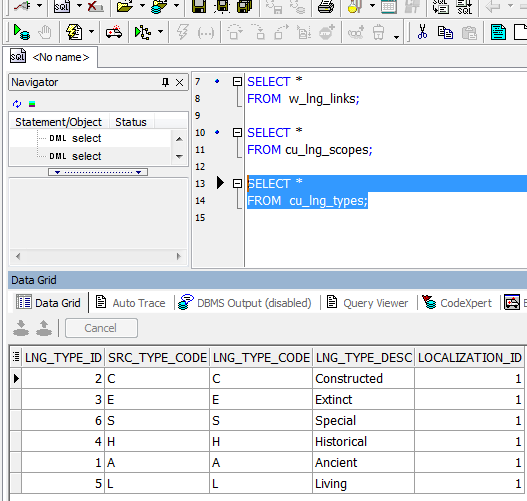 SQL
<No name>
Navigator
Statement/Object Status
DML select
DML select
7 SELECT *
8 FROM w_lng_links;
9
10 SELECT *
11 FROM cu_lng_scopes;
12
13 SELECT *
14 FROM cu_lng_types;
15
Data Grid
Data Grid Auto Trace DBMS Output (disabled) Query Viewer CodeXpert E
Cancel
LNG_TYPE_ID SRC_TYPE_CODE LNG_TYPE_CODE LNG_TYPE_DESC LOCALIZATION_ID
2 C C Constructed 1
3 E E Extinct 1
6 S S Special 1
4 H H Historical 1
1 A A Ancient 1
5 L L Living 1